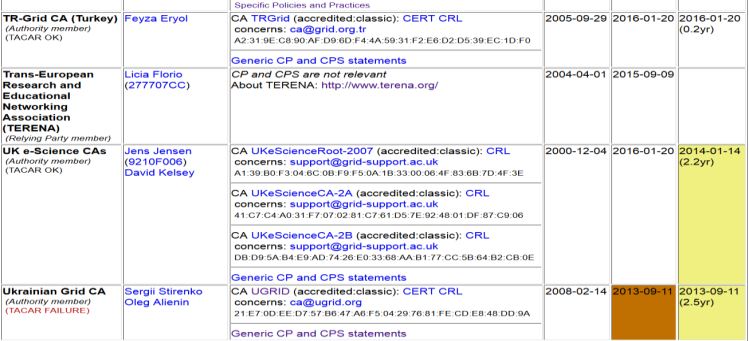 Specific Policies and Practices
TR-Grid CA (Turkey)
(Authority member)
(TACAR OK)
Feyza Eryol
CA TRGrid (accredited:classic): CERT CRL
concerns: ca@grid.org.tr
A2:31:9E:C8:90:AF:D9:6D:F4:4A:59:31:F2:E6:D2:D5:39:EC:1D:F0
Generic CP and CPS statements
2005-09-29
2016-01-20
2016-01-20
(0.2yr)
Trans-European
Research and
Educational
Networking
Association
(TERENA)
(Relying Party member)
Licia Florio
(277707CC)
CP and CPS are not relevant
About TERENA: http://www.terena.org/
2004-04-01
2015-09-09
UK e-Science CAs
(Authority member)
(TACAR OK)
Jens Jensen
(9210F006)
David Kelsey
CA UKeScienceRoot-2007 (accredited:classic): CRL
concerns: support@grid-support.ac.uk
A1:39:B0:F3:04:6C:0B:F9:F5:0A:1B:33:00:06:4F:83:6B:7D:4F:3E
CA UKeScienceCA-2A (accredited:classic): CRL
concerns: support@grid-support.ac.uk
41:C7:C4:A0:31:F7:07:02:81:C7:61:D5:7E:92:48:01:DF:87:C9:06
CA UKeScienceCA-2B (accredited:classic): CRL
concerns: support@grid-support.ac.uk
DB:D9:5A:B4:E9:AD:74:26:E0:33:68:AA:B1:77:CC:5B:64:B2:CB:0E
Generic CP and CPS statements
2000-12-04
2016-01-20
2014-01-14
(2.2yr)
Ukrainian Grid CA
(Authority member)
(TACAR FAILURE)
Sergii Stirenko
Oleg Alienin
CA UGRID (accredited:classic): CERT CRL
concerns: ca@ugrid.org
21:E7:0D:EE:D7:57:B6:47:A6:F5:04:29:76:81:FE:CD:E8:48:DD:9A
Generic CP and CPS statements
2008-02-14
2013-09-11
2013-09-11
(2.5yr)